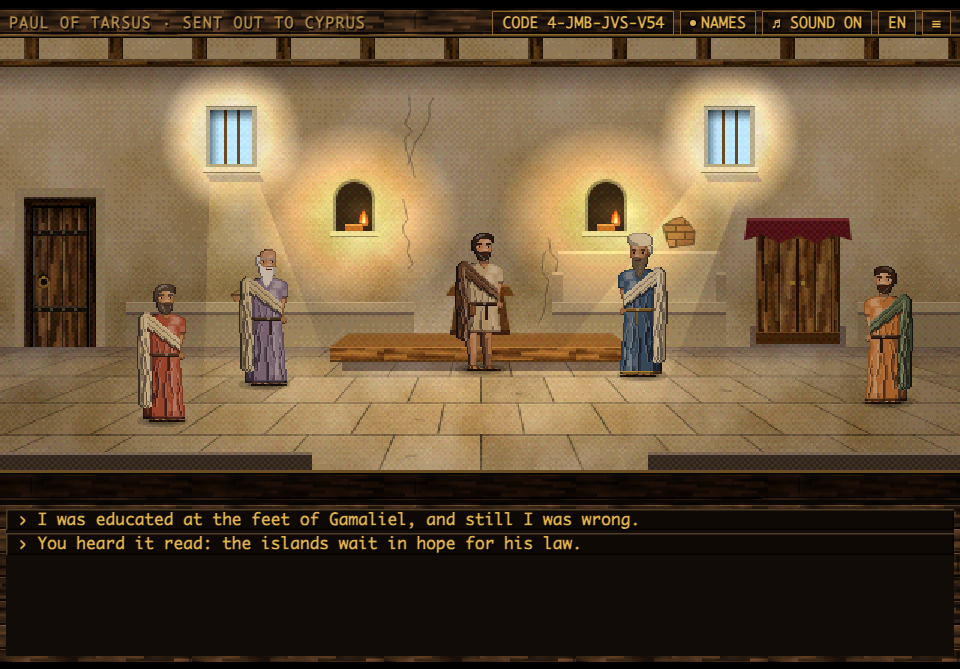 PAUL OF TARSUS · SENT OUT TO CYPRUS CODE 4-JMB-JVS-V54 • NAMES ♬ SOUND ON EN ≡
› I was educated at the feet of Gamaliel, and still I was wrong.
› You heard it read: the islands wait in hope for his law.